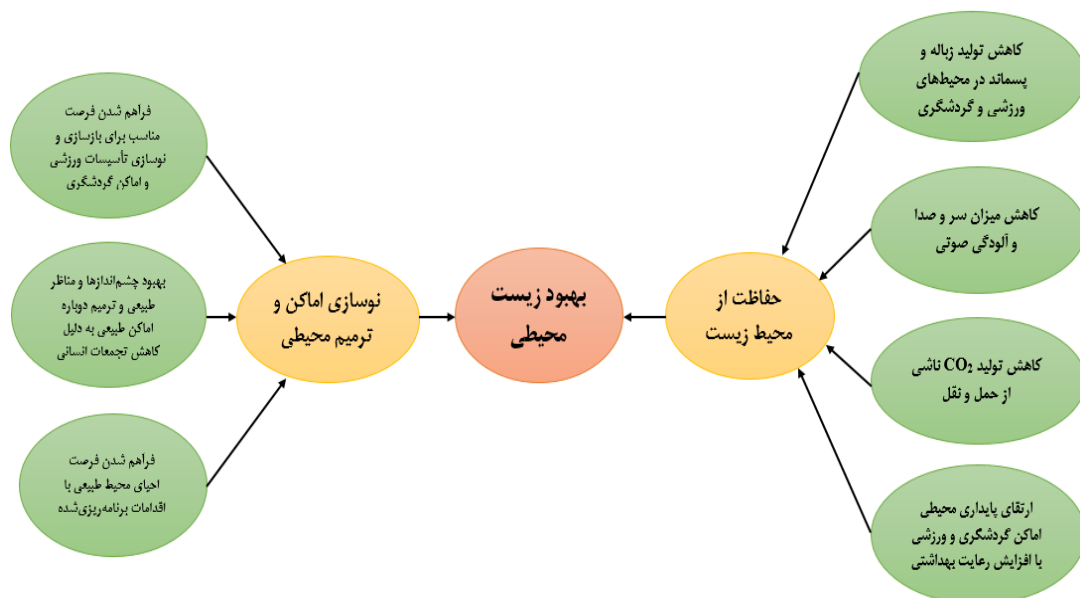 کاهش تولید زباله و
پسماند در محیط‌های
ورزشی و گردشگری
کاهش میزان سر و صدا
و آلودگی صوتی
کاهش تولید CO₂ ناشی
از حمل و نقل
ارتقای پایداری محیطی
اماکن گردشگری و ورزشی
با افزایش رعایت بهداشتی
حفاظت از
محیط زیست
بهبود زیست
محیطی
نوسازی اماکن و
ترمیم محیطی
فرآهم شدن فرصت
مناسب برای بازسازی و
نوسازی تأسیسات ورزشی
و اماکن گردشگری
بهبود چشم‌اندازها و مناظر
طبیعی و ترمیم دوباره
اماکن طبیعی به دلیل
کاهش تجمعات انسانی
فرآهم شدن فرصت
احیای محیط طبیعی با
اقدامات برنامه‌ریزی‌شده